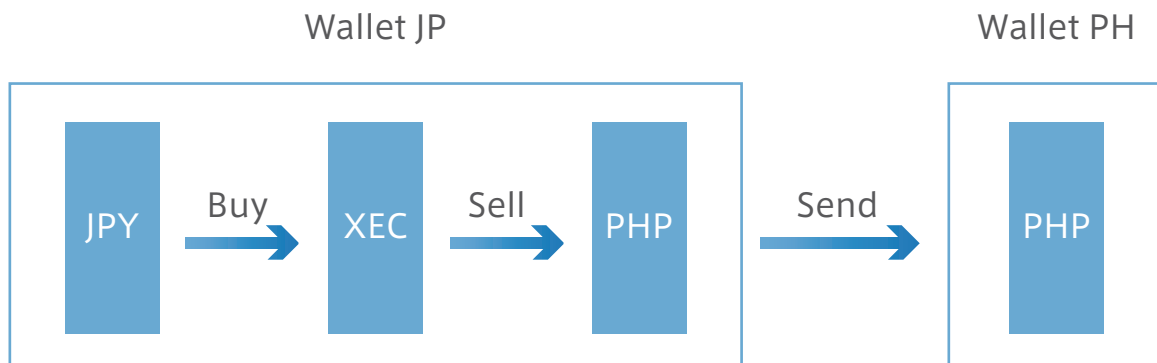 Wallet JP
Wallet PH
Buy
Sell
Send
JPY
XEC
PHP
PHP